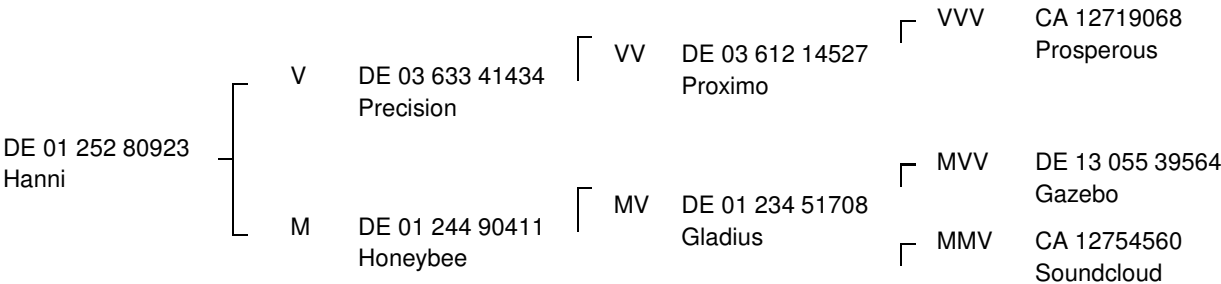 DE 01 252 80923
Hanni
V DE 03 633 41434
Precision
M DE 01 244 90411
Honeybee
VV DE 03 612 14527
Proximo
MV DE 01 234 51708
Gladius
VVV CA 12719068
Prosperous
MVV DE 13 055 39564
Gazebo
MMV CA 12754560
Soundcloud